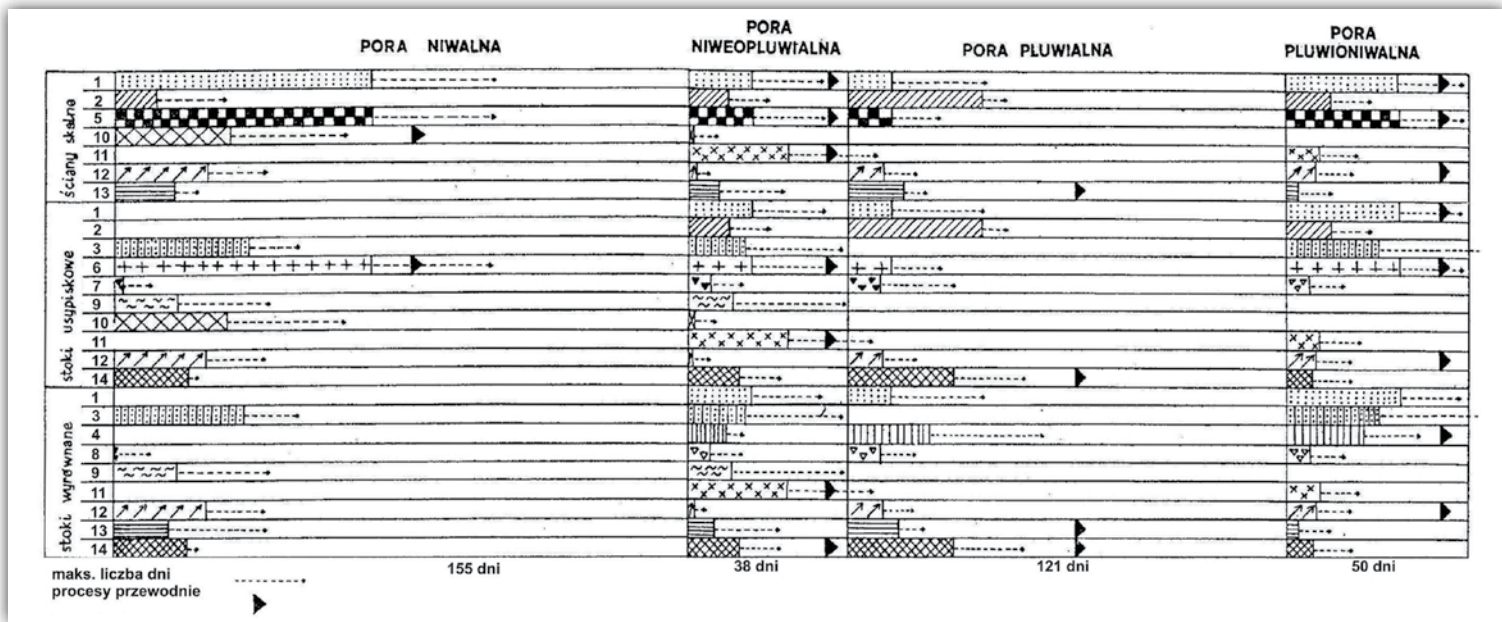 PORA NIWALNA
PORA
NIWEOPLUWIALNA
PORA PLUWIALNA
PORA
PLUWIONIWALNA
ściany skalne
1
2
5
10
11
12
13
stoki usypiskowe
1
2
3
6
7
9
10
11
12
14
stoki wyrównane
1
3
4
8
9
11
12
13
14
155 dni
38 dni
121 dni
50 dni
maks. liczba dni
procesy przewodnie